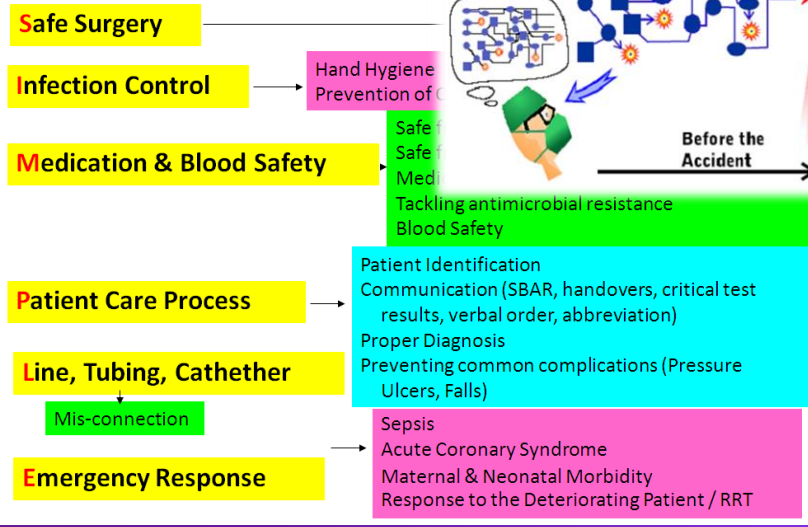 Safe Surgery
Infection Control
Hand Hygiene
Prevention of
Medication & Blood Safety
Safe
Safe
Tackling antimicrobial resistance
Blood Safety
Before the
Accident
Patient Care Process
Patient Identification
Communication (SBAR, handovers, critical test
results, verbal order, abbreviation)
Proper Diagnosis
Preventing common complications (Pressure
Ulcers, Falls)
Line, Tubing, Cathether
Mis-connection
Emergency Response
Sepsis
Acute Coronary Syndrome
Maternal & Neonatal Morbidity
Response to the Deteriorating Patient / RRT